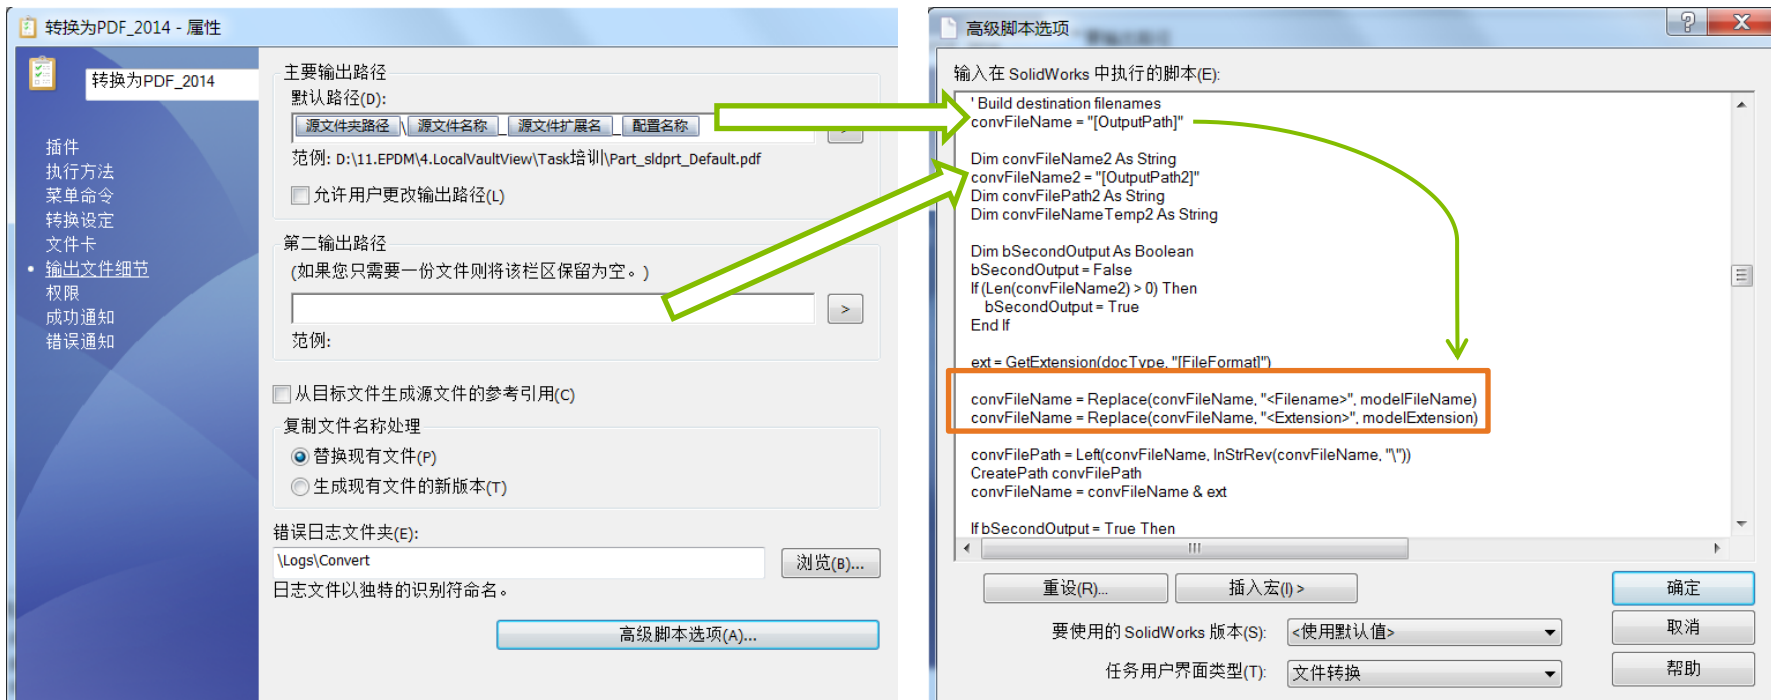 转换为PDF_2014 - 属性
转换为PDF_2014
插件
执行方法
菜单命令
转换设定
文件卡
• 输出文件细节
权限
成功通知
错误通知
主要输出路径
默认路径(D):
源文件夹路径 \ 源文件名称 _ 源文件扩展名 _ 配置名称
范例: D:\11.EPDM\4.LocalVaultView\Task培训\Part_sldprt_Default.pdf
允许用户更改输出路径(L)
第二输出路径
(如果您只需要一份文件则将该栏区保留为空。)
>
范例:
从目标文件生成源文件的参考引用(C)
复制文件名称处理
替换现有文件(P)
生成现有文件的新版本(T)
错误日志文件夹(E):
\Logs\Convert
浏览(B)...
日志文件以独特的识别符命名。
高级脚本选项(A)...
高级脚本选项
输入在 SolidWorks 中执行的脚本(E):
' Build destination filenames
convFileName = "[OutputPath]"
Dim convFileName2 As String
convFileName2 = "[OutputPath2]"
Dim convFilePath2 As String
Dim convFileNameTemp2 As String
Dim bSecondOutput As Boolean
bSecondOutput = False
If (Len(convFileName2) > 0) Then
bSecondOutput = True
End If
ext = GetExtension(docType, "[FileFormat]")
convFileName = Replace(convFileName, "<Filename>", modelFileName)
convFileName = Replace(convFileName, "<Extension>", modelExtension)
convFilePath = Left(convFileName, InStrRev(convFileName, "\"))
CreatePath convFilePath
convFileName = convFileName & ext
If bSecondOutput = True Then
重设(R)...
插入宏(I) >
确定
要使用的 SolidWorks 版本(S):
<使用默认值>
取消
任务用户界面类型(T):
文件转换
帮助